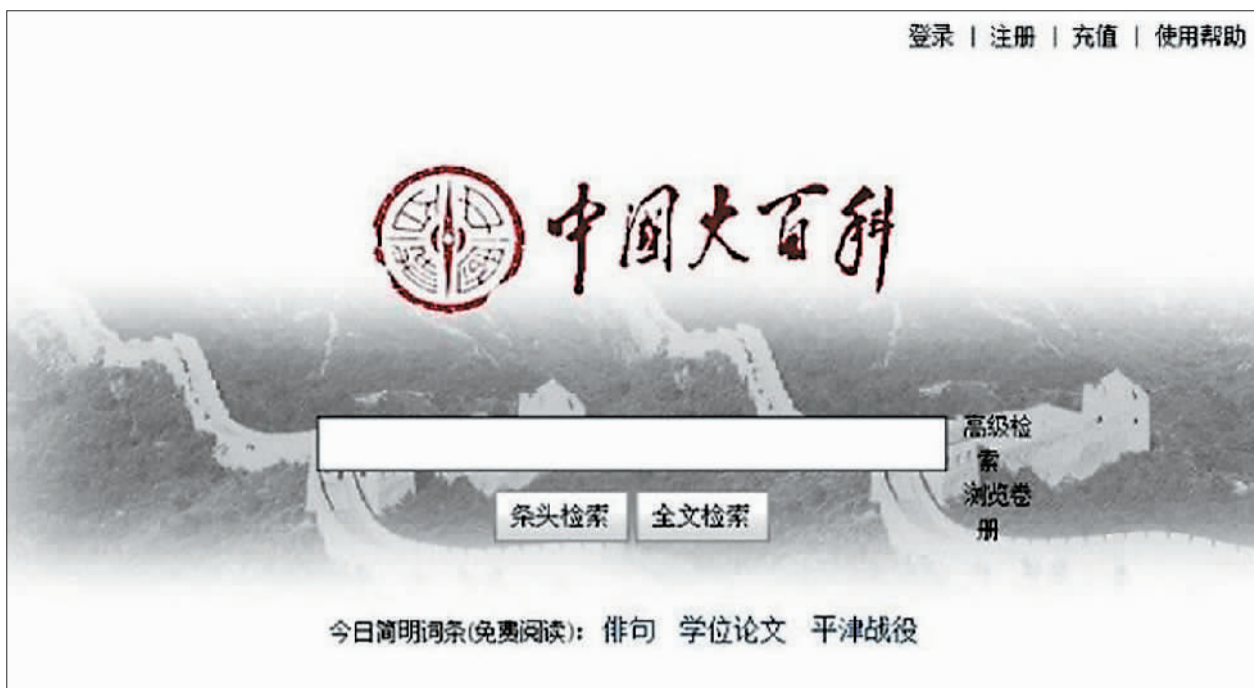 登录 | 注册 | 充值 | 使用帮助
中国大百科
高级检
索
浏览卷
册
条头检索 全文检索
今日简明词条(免费阅读): 俳句 学位论文 平津战役